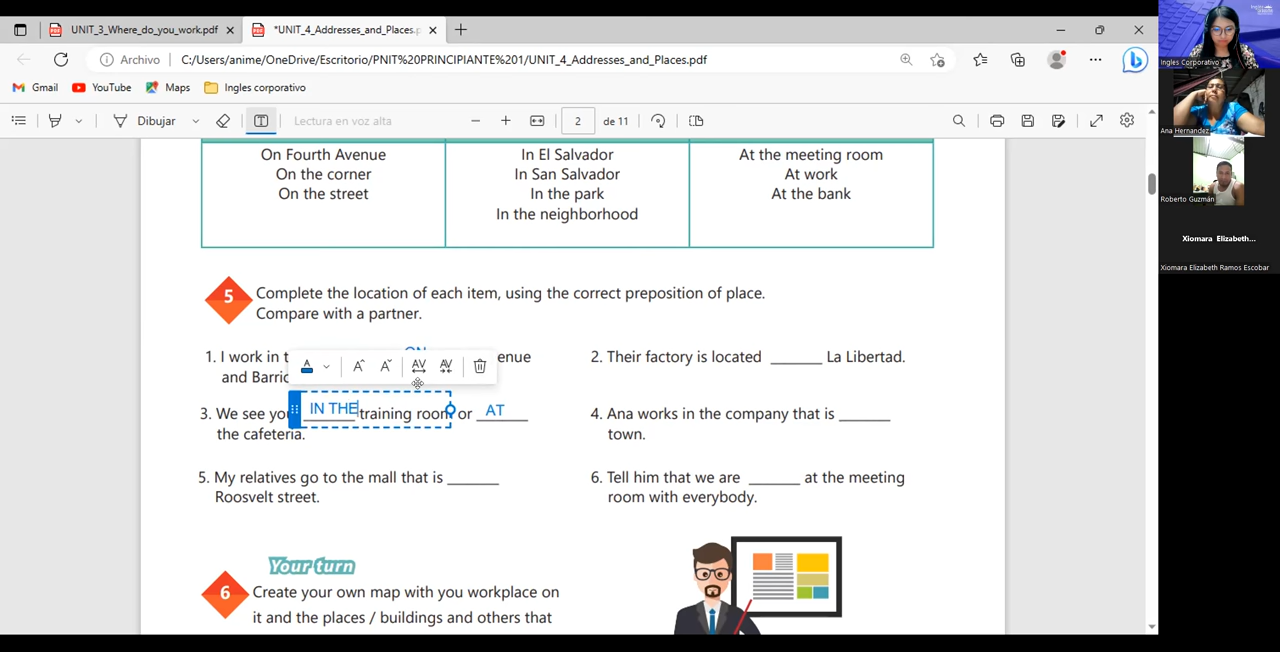 UNIT_3_Where_do_you_work.pdf
*UNIT_4_Addresses_and_Places.p
Archivo
C:/Users/anime/OneDrive/Escritorio/PNIT%20PRINCIPIANTE%201/UNIT_4_Addresses_and_Places.pdf
Gmail
YouTube
Maps
Ingles corporativo
Dibujar
Lectura en voz alta
2
de 11
On Fourth Avenue
On the corner
On the street
In El Salvador
In San Salvador
In the park
In the neighborhood
At the meeting room
At work
At the bank
5
Complete the location of each item, using the correct preposition of place.
Compare with a partner.
1. I work in t
ON
enue
and Barric
2. Their factory is located ______ La Libertad.
3. We see yo
IN THE
training room or
AT
the cafeteria.
4. Ana works in the company that is ______
town.
5. My relatives go to the mall that is ______
Roosvelt street.
6. Tell him that we are ______ at the meeting
room with everybody.
Your turn
6
Create your own map with you workplace on
it and the places / buildings and others that
Ingles Corporativo
Ana Hernandez
Roberto Guzmán
Xiomara Elizabeth...
Xiomara Elizabeth Ramos Escobar